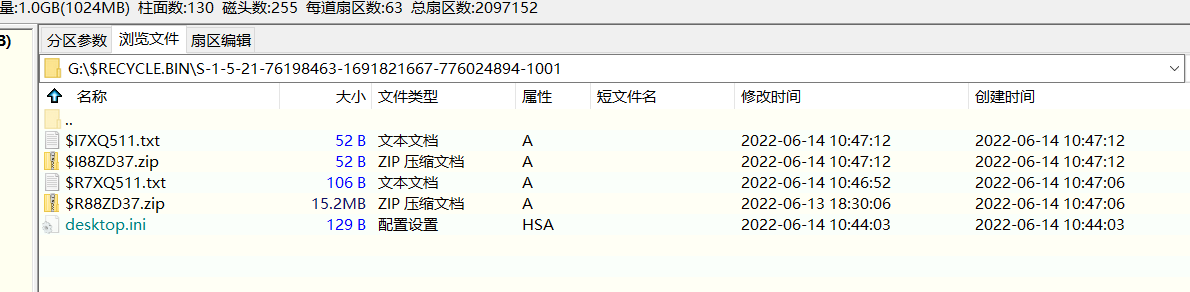 量:1.0GB(1024MB) 柱面数:130 磁头数:255 每道扇区数:63 总扇区数:2097152
分区参数 浏览文件 扇区编辑
G:\$RECYCLE.BIN\S-1-5-21-76198463-1691821667-776024894-1001
名称 大小 文件类型 属性 短文件名 修改时间 创建时间
..
$I7XQ511.txt 52 B 文本文档 A 2022-06-14 10:47:12 2022-06-14 10:47:12
$I88ZD37.zip 52 B ZIP 压缩文档 A 2022-06-14 10:47:12 2022-06-14 10:47:12
$R7XQ511.txt 106 B 文本文档 A 2022-06-14 10:46:52 2022-06-14 10:47:06
$R88ZD37.zip 15.2MB ZIP 压缩文档 A 2022-06-13 18:30:06 2022-06-14 10:47:06
desktop.ini 129 B 配置设置 HSA 2022-06-14 10:44:03 2022-06-14 10:44:03